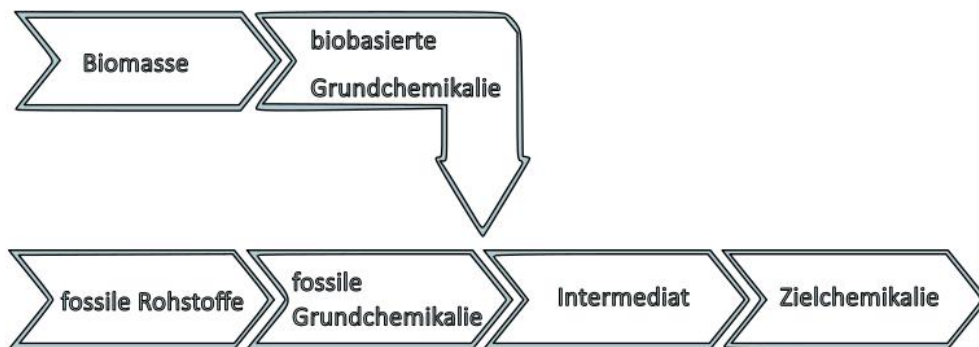 Biomasse
biobasierte
Grundchemikalie
fossile Rohstoffe
fossile
Grundchemikalie
Intermediat
Zielchemikalie